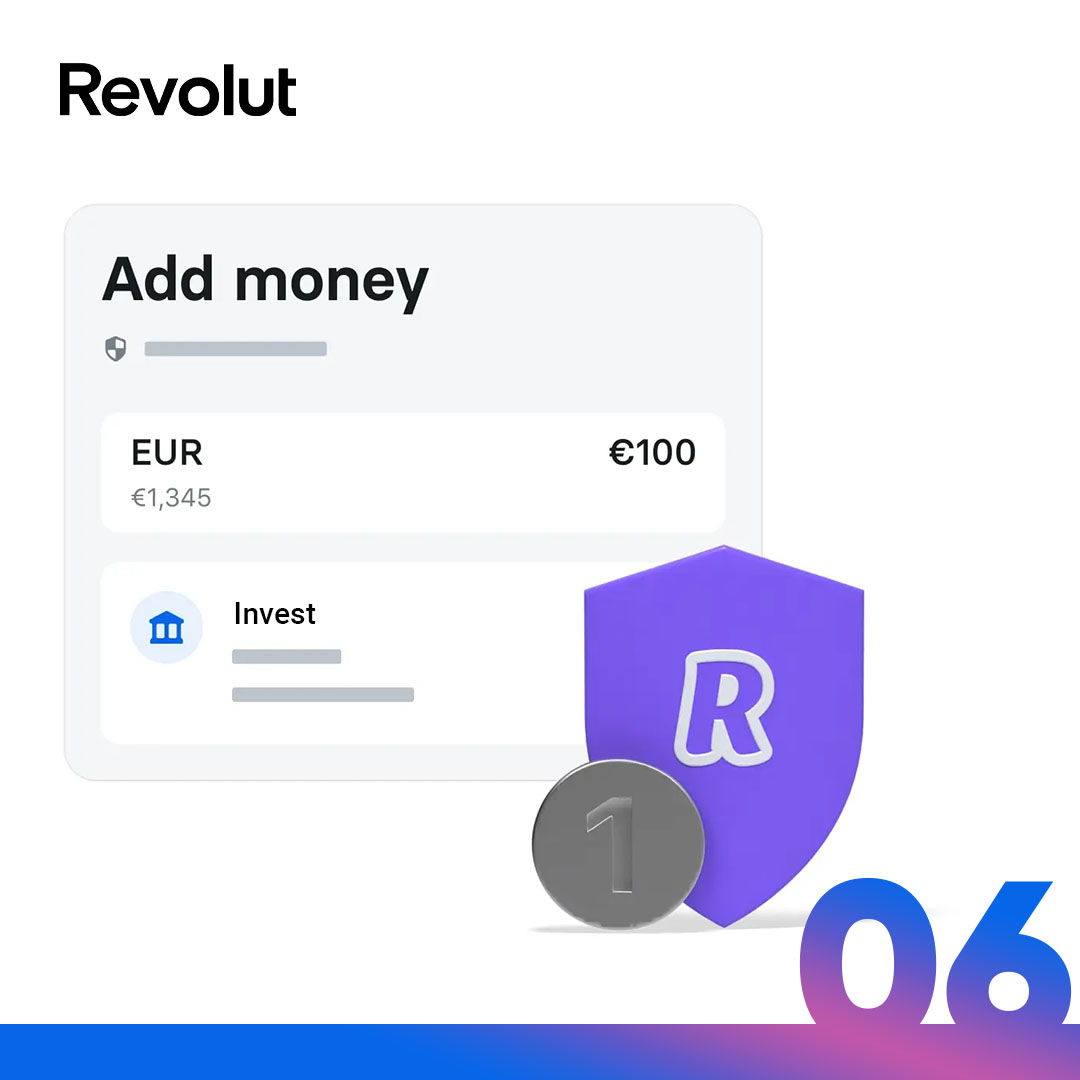 Revolut
Add money
EUR
€100
€1,345
Invest
R
1
06